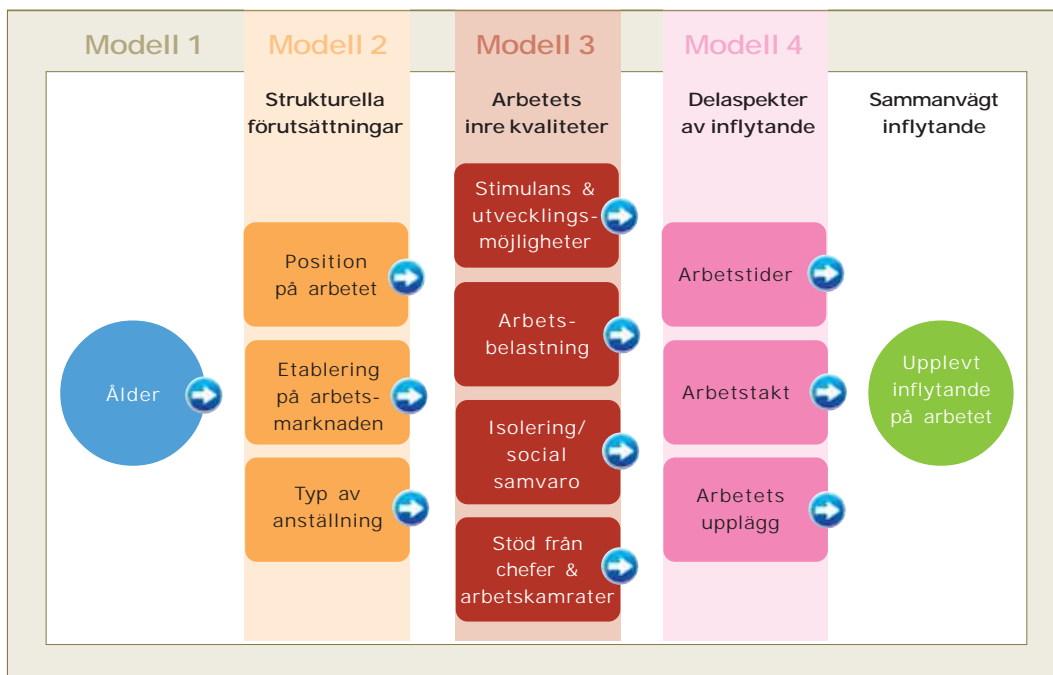 Modell 1
Modell 2
Modell 3
Modell 4
Strukturella
förutsättningar
Arbetets
inre kvaliteter
Delaspekter
av inflytande
Sammanvägt
inflytande
Ålder
Position
på arbetet
Etablering
på arbets-
marknaden
Typ av
anställning
Stimulans &
utvecklings-
möjligheter
Arbets-
belastning
Isolering/
social
samvaro
Stöd från
chefer &
arbetskamrater
Arbetstider
Arbetstakt
Arbetets
upplägg
Upplevt
inflytande
på arbetet